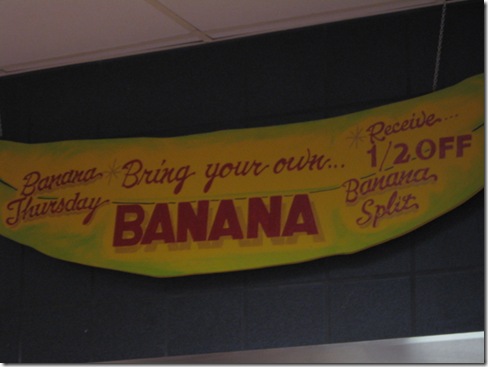 Banana
Thursday
*Bring your own...
BANANA
*Receive...
1/2 OFF
Banana
Split